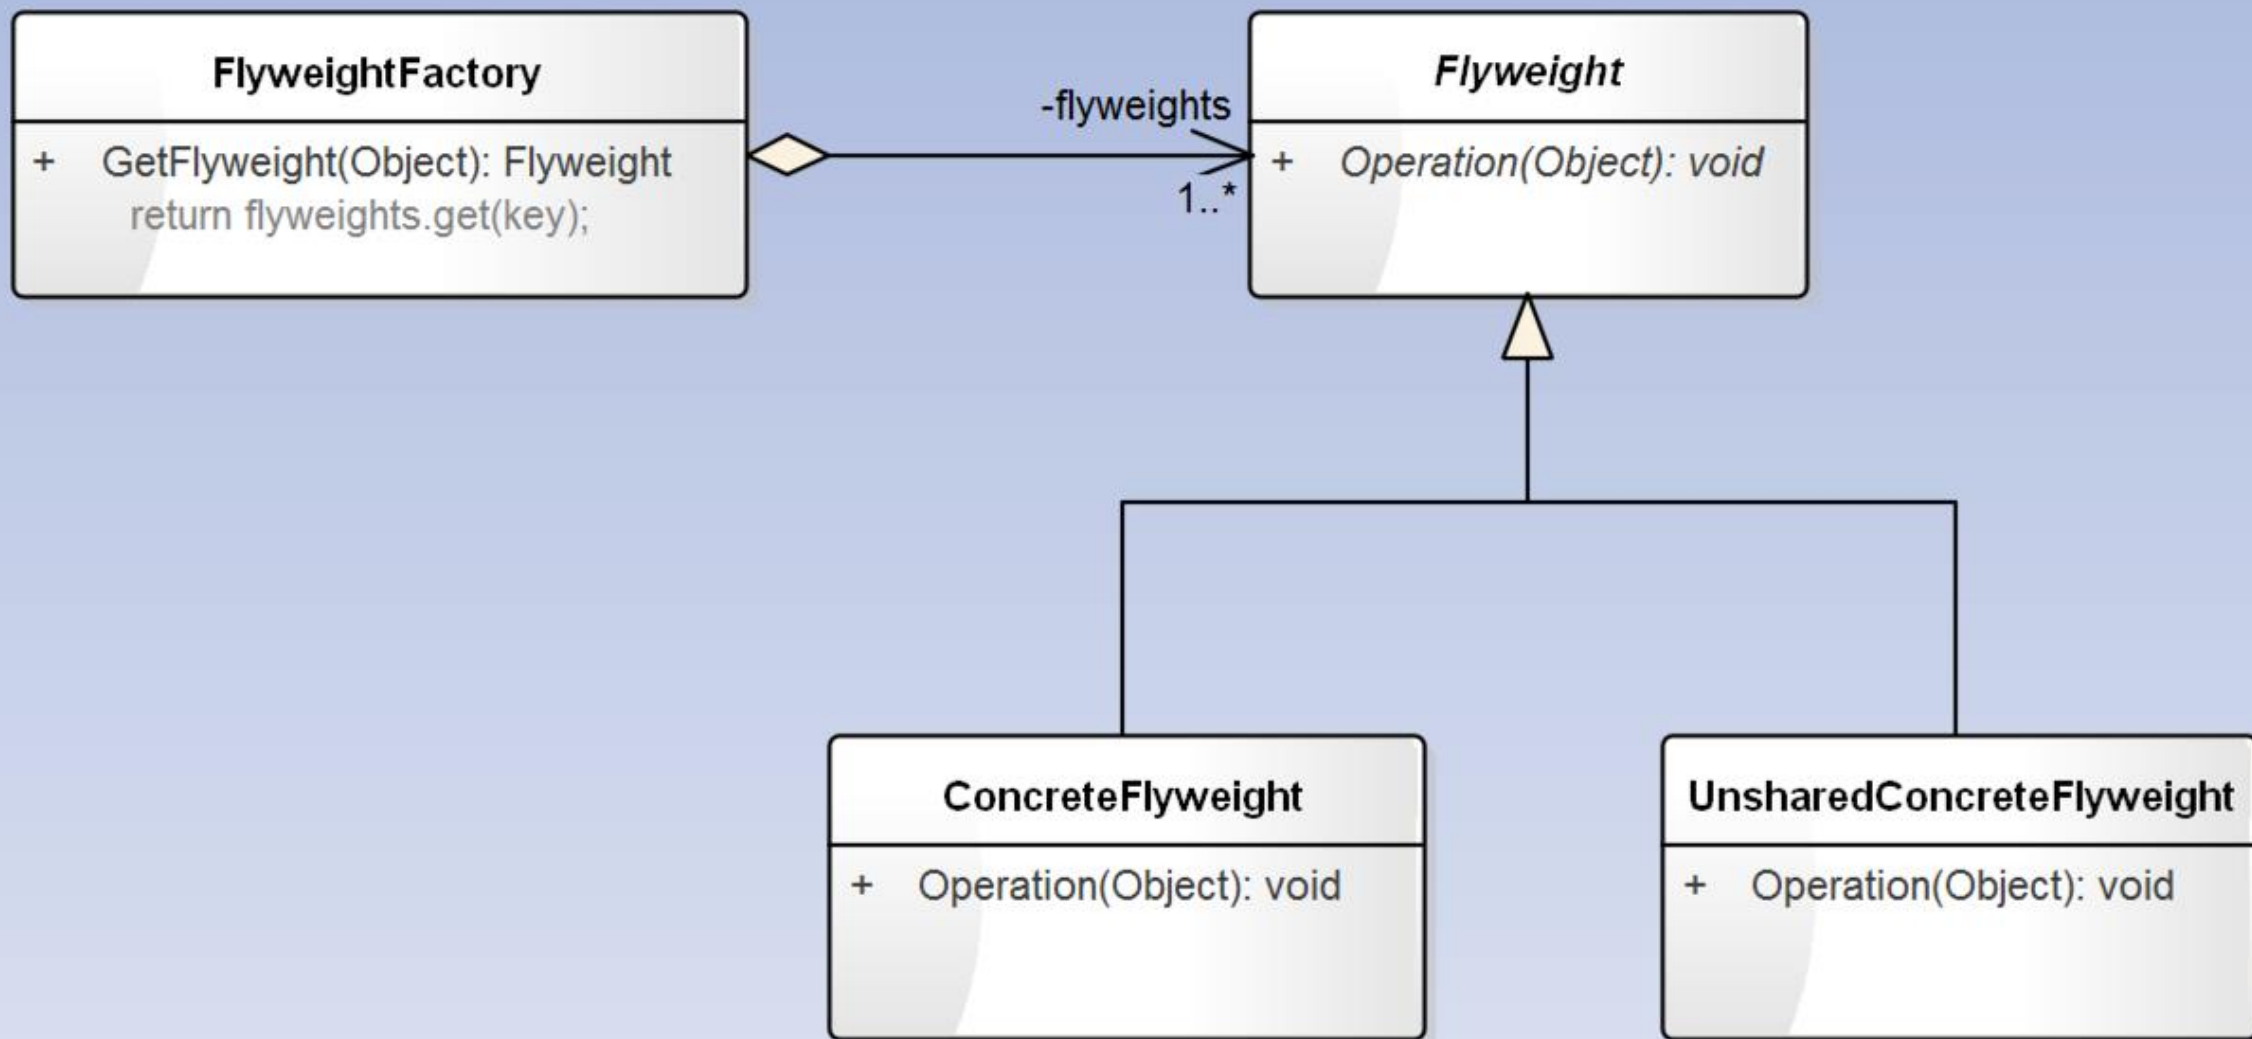 FlyweightFactory
+ GetFlyweight(Object): Flyweight
return flyweights.get(key);
-flyweights
1..*
Flyweight
+ Operation(Object): void
ConcreteFlyweight
+ Operation(Object): void
UnsharedConcreteFlyweight
+ Operation(Object): void